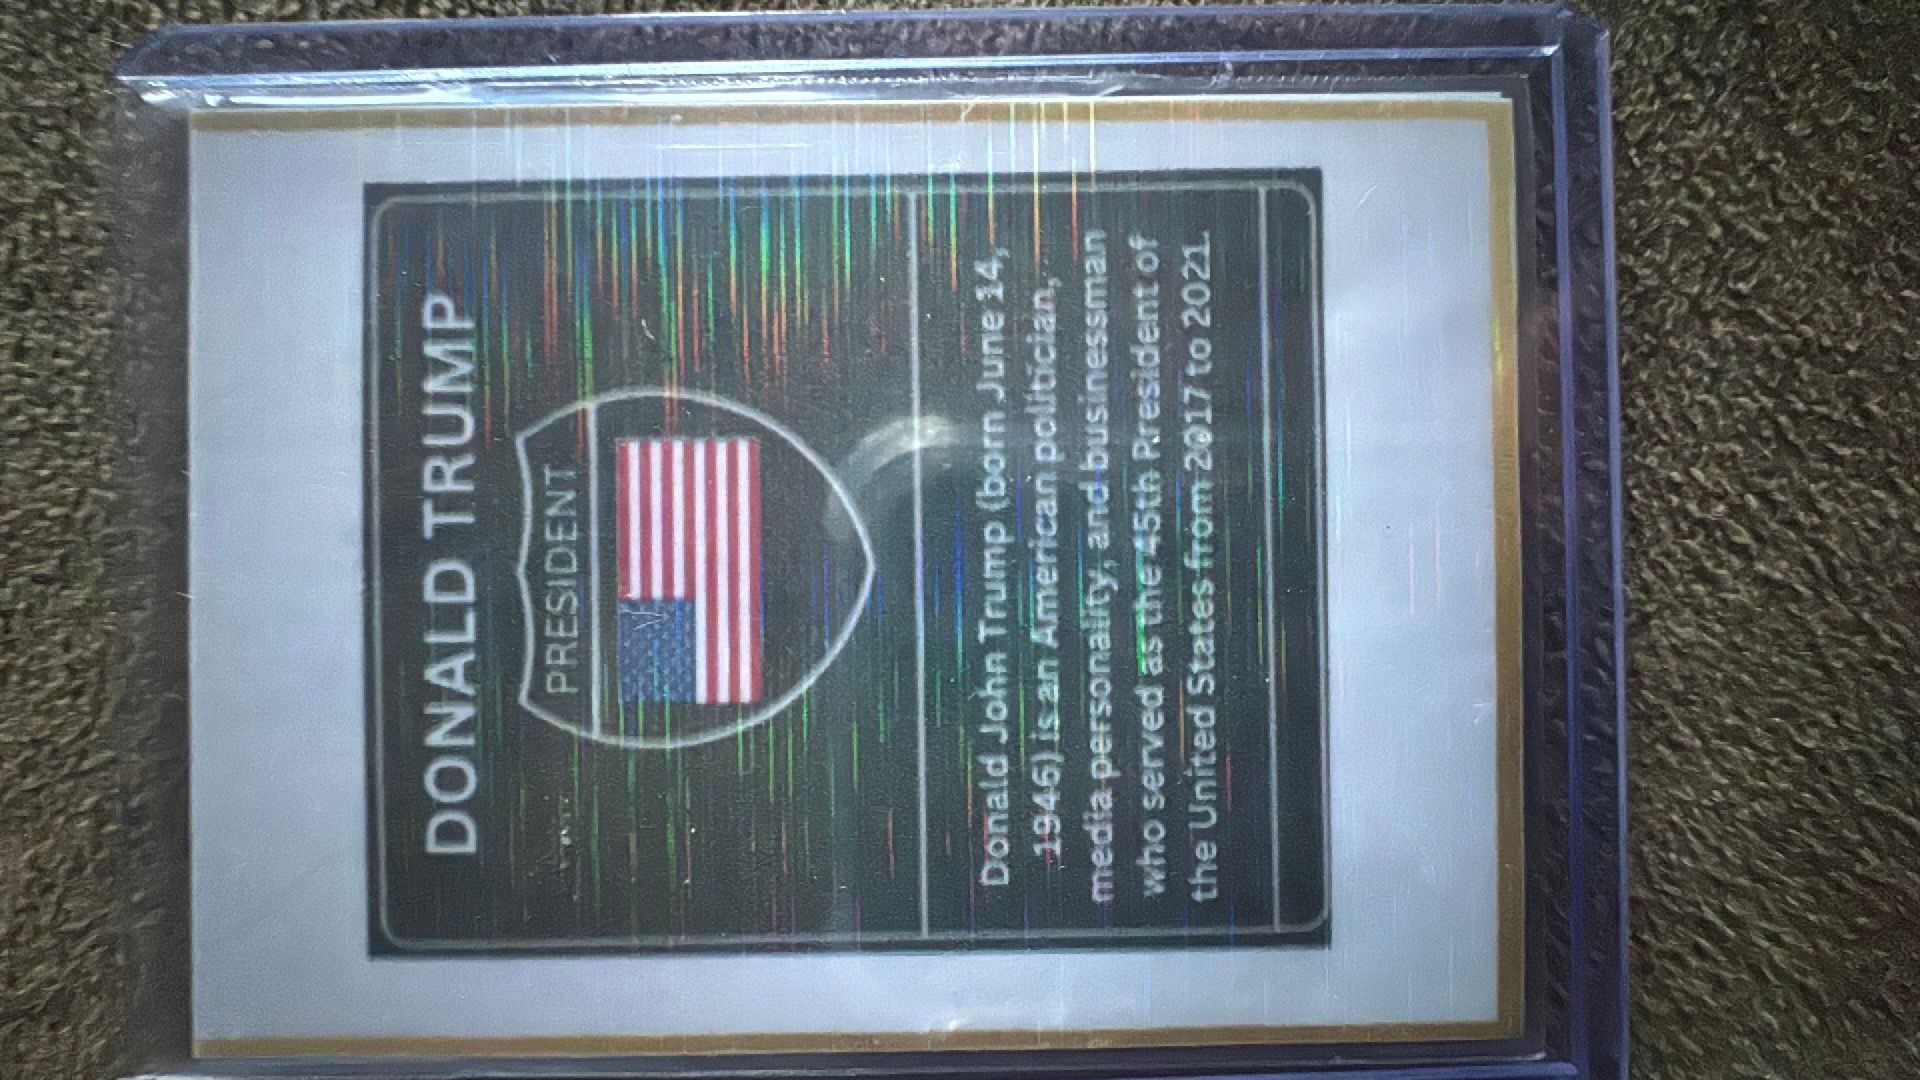 DONALD TRUMP
PRESIDENT
Donald John Trump (born June 14,
1946) is an American politician,
media personality, and businessman
who served as the 45th President of
the United States from 2017 to 2021.